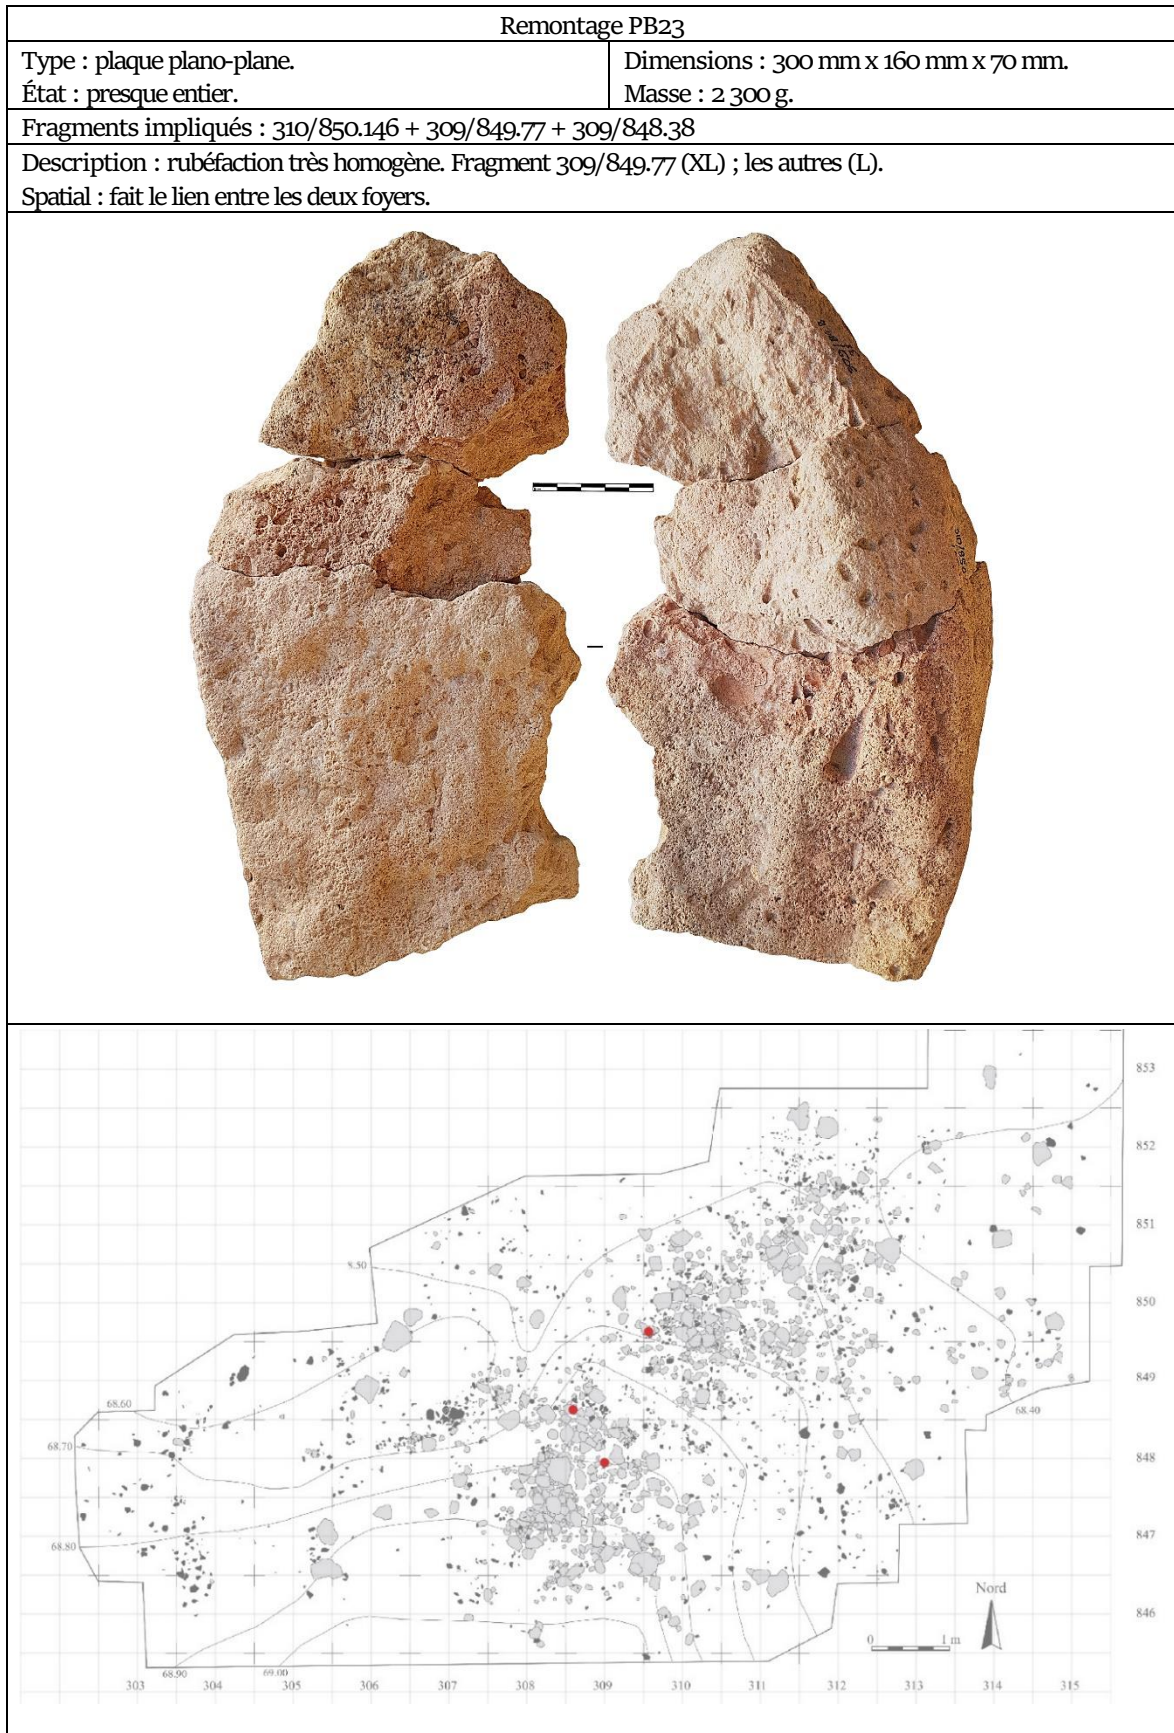 Remontage PB23
Type : plaque plano-plane.
État : presque entier.
Dimensions : 300 mm x 160 mm x 70 mm.
Masse : 2 300 g.
Fragments impliqués : 310/850.146 + 309/849.77 + 309/848.38
Description : rubéfaction très homogène. Fragment 309/849.77 (XL) ; les autres (L).
Spatial : fait le lien entre les deux foyers.
853
852
851
850
849
848
847
846
8.50
68.60
68.70
68.80
68.90
69.00
68.40
Nord
0 1 m
303 304 305 306 307 308 309 310 311 312 313 314 315